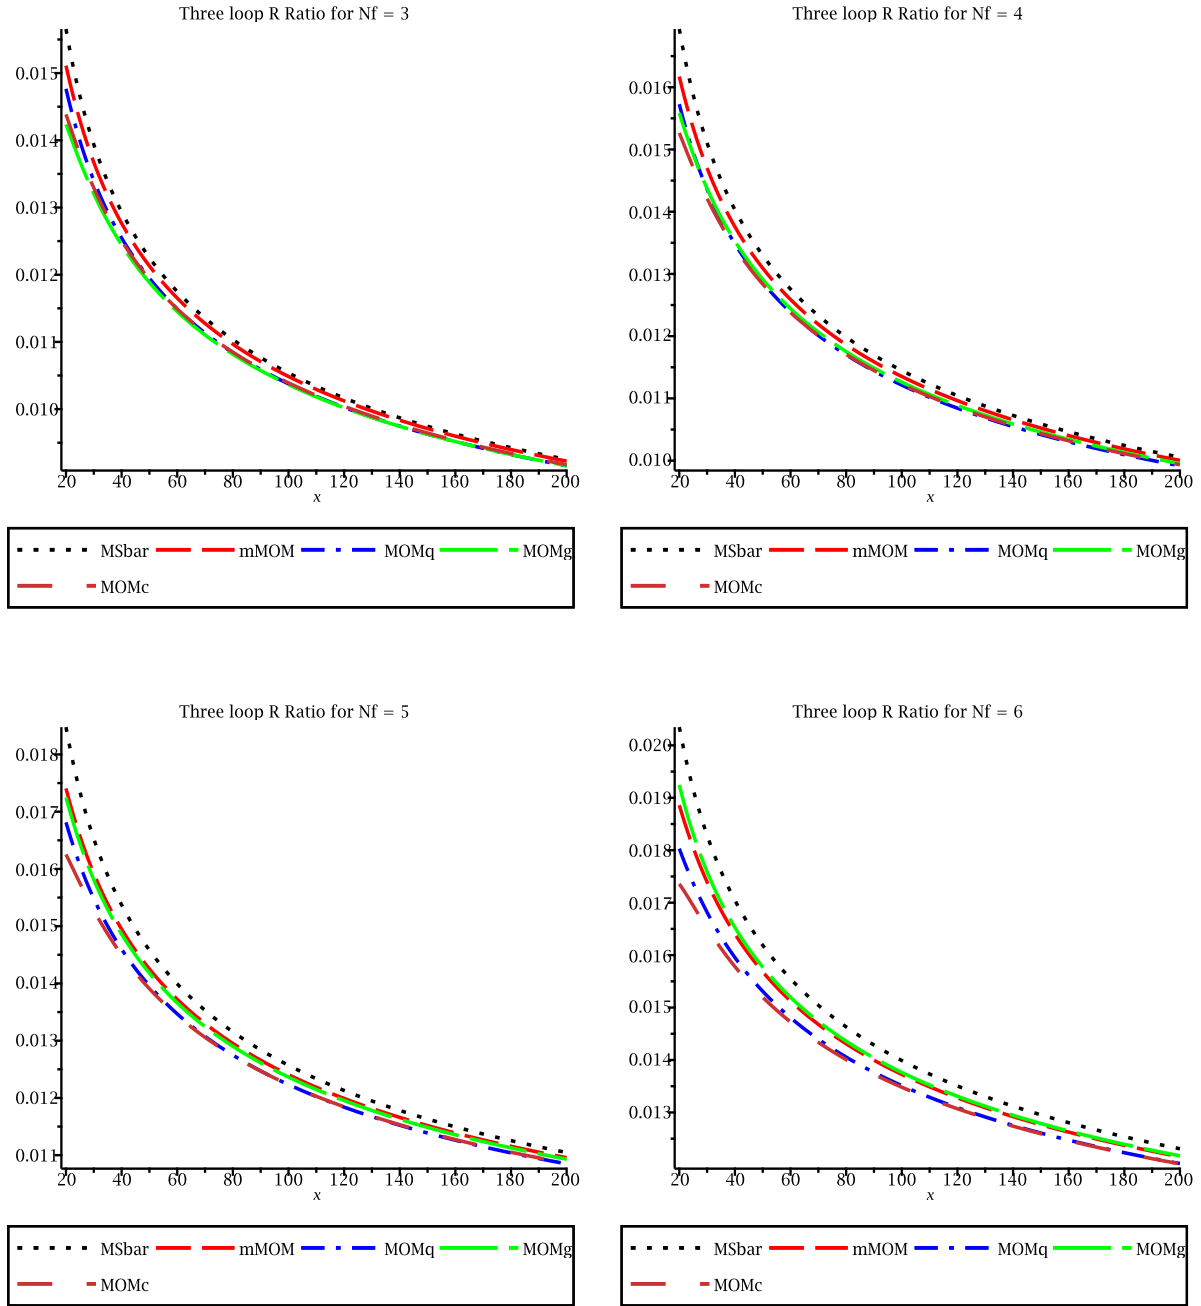 Three loop R Ratio for Nf = 3
0.015
0.014
0.013
0.012
0.011
0.010
20 40 60 80 100 120 140 160 180 200
x
MSbar mMOM MOMq MOMg
MOMc
Three loop R Ratio for Nf = 4
0.016
0.015
0.014
0.013
0.012
0.011
0.010
20 40 60 80 100 120 140 160 180 200
x
MSbar mMOM MOMq MOMg
MOMc
Three loop R Ratio for Nf = 5
0.018
0.017
0.016
0.015
0.014
0.013
0.012
0.011
20 40 60 80 100 120 140 160 180 200
x
MSbar mMOM MOMq MOMg
MOMc
Three loop R Ratio for Nf = 6
0.020
0.019
0.018
0.017
0.016
0.015
0.014
0.013
20 40 60 80 100 120 140 160 180 200
x
MSbar mMOM MOMq MOMg
MOMc